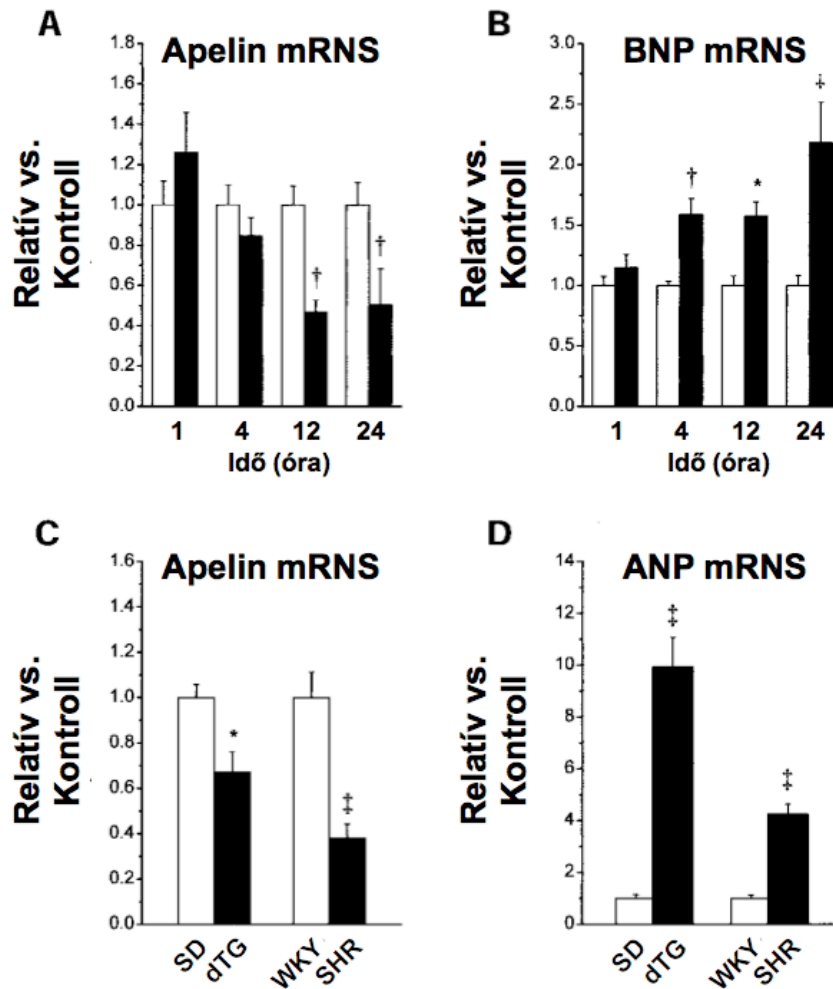 A
Apelin mRNS
Relatív vs.
Kontroll
1.8
1.6
1.4
1.2
1.0
0.8
0.6
0.4
0.2
0.0
†
†
1 4 12 24
Idő (óra)
B
BNP mRNS
Relatív vs.
Kontroll
3.0
2.5
2.0
1.5
1.0
0.5
0.0
†
*
‡
1 4 12 24
Idő (óra)
C
Apelin mRNS
Relatív vs.
Kontroll
1.6
1.4
1.2
1.0
0.8
0.6
0.4
0.2
0.0
*
‡
SD dTG WKY SHR
D
ANP mRNS
Relatív vs.
Kontroll
14
12
10
8
6
4
2
0
‡
‡
SD dTG WKY SHR